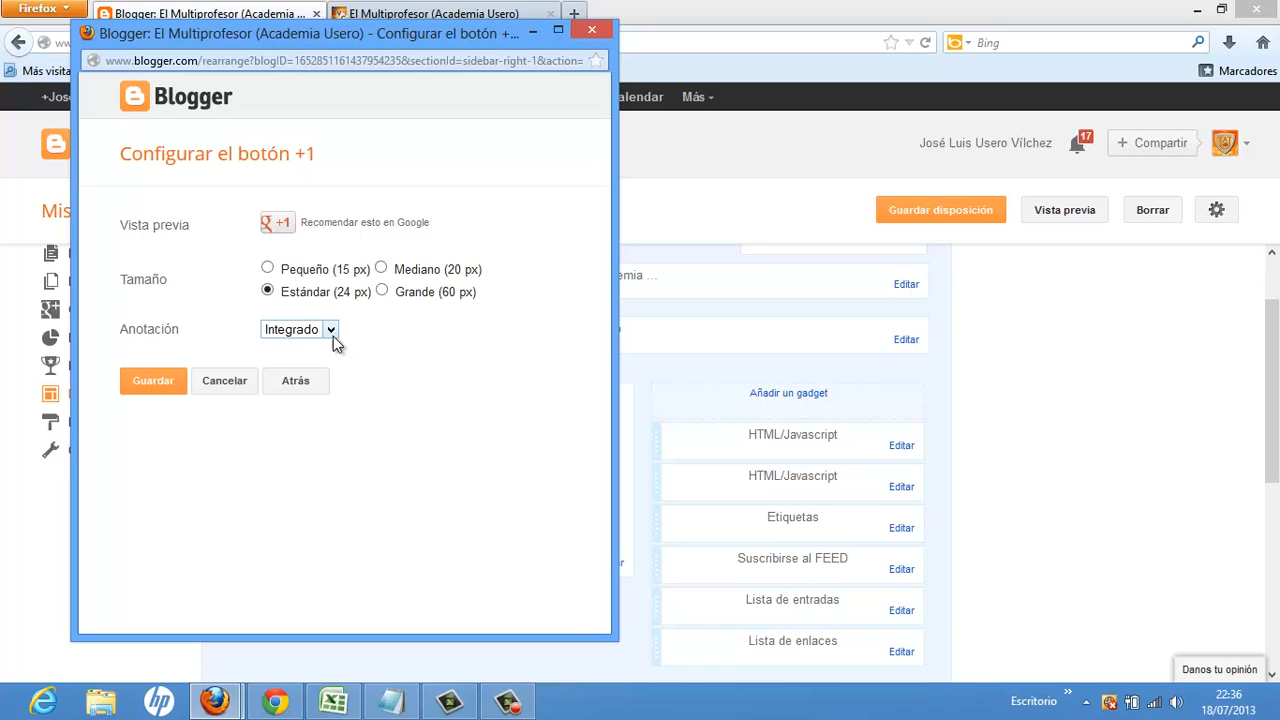 Firefox
Blogger: El Multiprofesor (Academia ...
El Multiprofesor (Academia Usero)
Blogger: El Multiprofesor (Academia Usero) - Configurar el botón +...
www.blogger.com/rearrange?blogID=1652851161437954235&sectionId=sidebar-right-1&action=
Bing
Más visita
Marcadores
+José
alendar
Más
Blogger
Configurar el botón +1
José Luis Usero Vílchez
17
+ Compartir
Mis
Guardar disposición
Vista previa
Borrar
Vista previa
g +1
Recomendar esto en Google
Tamaño
Pequeño (15 px)
Mediano (20 px)
Estándar (24 px)
Grande (60 px)
Anotación
Integrado
Guardar
Cancelar
Atrás
Editar
Editar
Añadir un gadget
HTML/Javascript
Editar
HTML/Javascript
Editar
Etiquetas
Editar
Suscribirse al FEED
Editar
Lista de entradas
Editar
Lista de enlaces
Editar
Danos tu opinión
Escritorio
22:36
18/07/2013